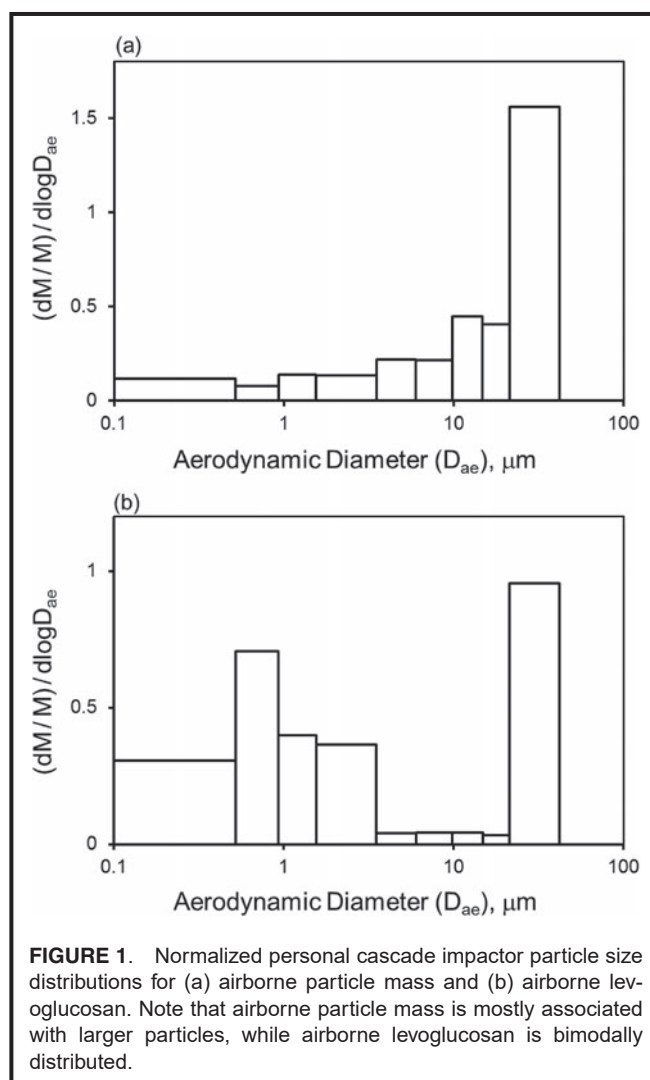 (a)
1.5
1
0.5
0
(dM/M)/dlogDae
0.1 1 10 100
Aerodynamic Diameter (Dae), μm
(b)
1
0.5
0
(dM/M)/dlogDae
0.1 1 10 100
Aerodynamic Diameter (Dae), μm
FIGURE 1. Normalized personal cascade impactor particle size
distributions for (a) airborne particle mass and (b) airborne lev-
oglucosan. Note that airborne particle mass is mostly associated
with larger particles, while airborne levoglucosan is bimodally
distributed.